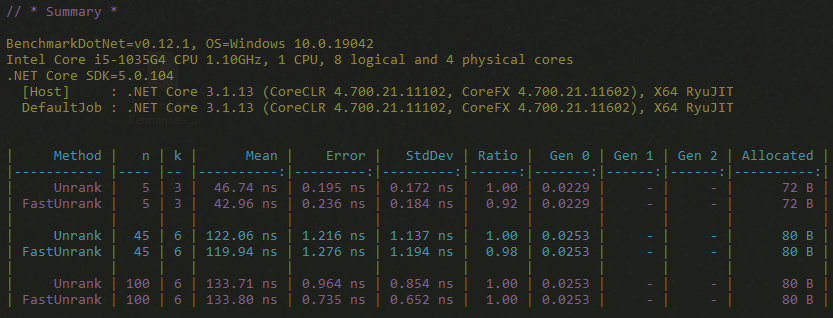 // * Summary *
BenchmarkDotNet=v0.12.1, OS=Windows 10.0.19042
Intel Core i5-1035G4 CPU 1.10GHz, 1 CPU, 8 logical and 4 physical cores
.NET Core SDK=5.0.104
  [Host]     : .NET Core 3.1.13 (CoreCLR 4.700.21.11102, CoreFX 4.700.21.11602), X64 RyuJIT
  DefaultJob : .NET Core 3.1.13 (CoreCLR 4.700.21.11102, CoreFX 4.700.21.11602), X64 RyuJIT
|     Method |   n | k |      Mean |    Error |   StdDev | Ratio |  Gen 0 | Gen 1 | Gen 2 | Allocated |
|----------- |---- |-- |----------:|---------:|---------:|------:|-------:|------:|------:|----------:|
|     Unrank |   5 | 3 |  46.74 ns | 0.195 ns | 0.172 ns |  1.00 | 0.0229 |     - |     - |      72 B |
| FastUnrank |   5 | 3 |  42.96 ns | 0.236 ns | 0.184 ns |  0.92 | 0.0229 |     - |     - |      72 B |
|            |     |   |           |          |          |       |        |       |       |           |
|     Unrank |  45 | 6 | 122.06 ns | 1.216 ns | 1.137 ns |  1.00 | 0.0253 |     - |     - |      80 B |
| FastUnrank |  45 | 6 | 119.94 ns | 1.276 ns | 1.194 ns |  0.98 | 0.0253 |     - |     - |      80 B |
|            |     |   |           |          |          |       |        |       |       |           |
|     Unrank | 100 | 6 | 133.71 ns | 0.964 ns | 0.854 ns |  1.00 | 0.0253 |     - |     - |      80 B |
| FastUnrank | 100 | 6 | 133.80 ns | 0.735 ns | 0.652 ns |  1.00 | 0.0253 |     - |     - |      80 B |